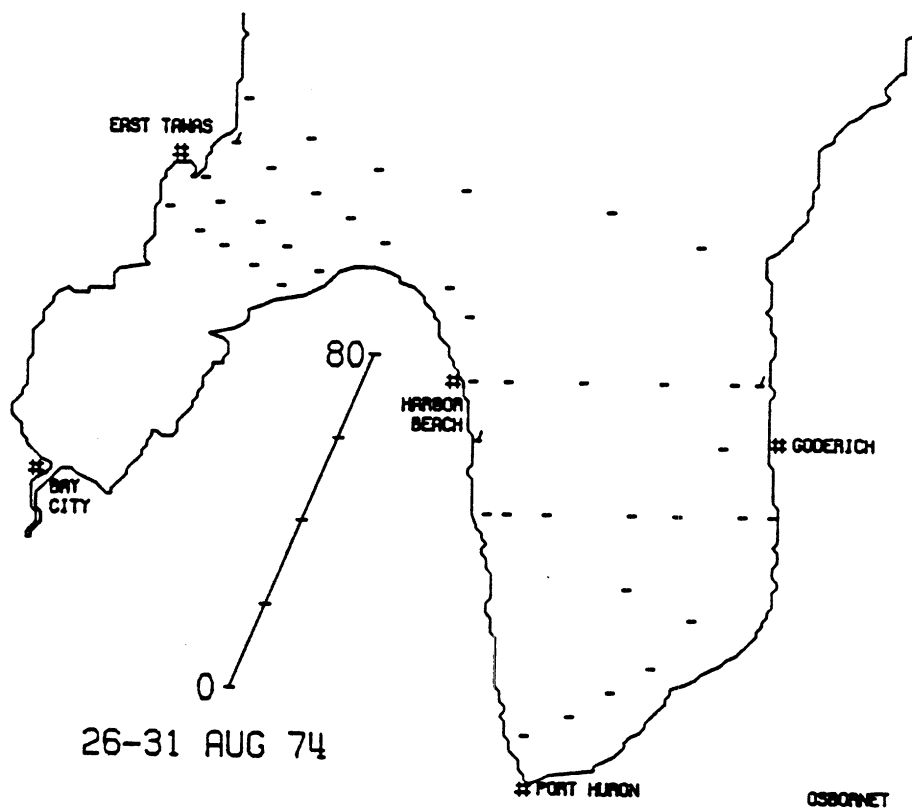 EAST TAWAS
80
HARBOR
BEACH
# GODERICH
BAY
CITY
0
26-31 AUG 74
# PORT HURON
OSBORNET